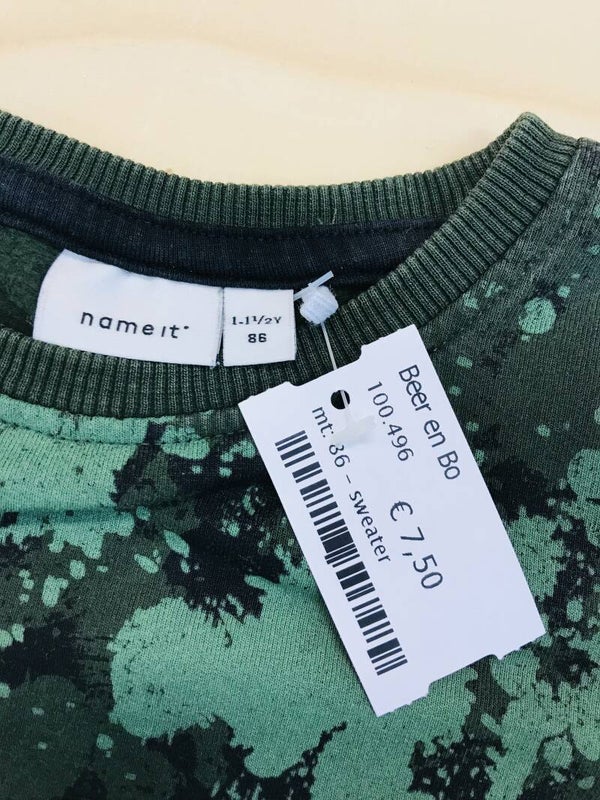 name it
1-1½Y
86
Beer en Bo
100.496
€ 7,50
mt. 86 – sweater